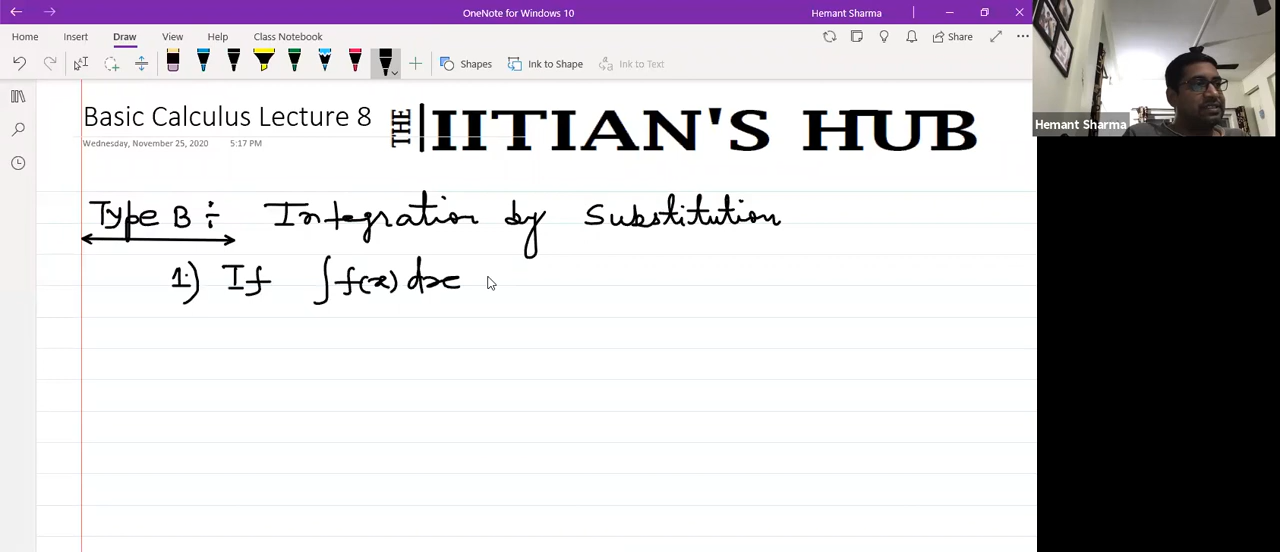 OneNote for Windows 10
Hemant Sharma
Home Insert Draw View Help Class Notebook
Share
Shapes Ink to Shape Ink to Text
Basic Calculus Lecture 8
THE IITIAN'S HUB
Wednesday, November 25, 2020 5:17 PM
Hemant Sharma
Type B ÷ Integration by Substitution
1.) If ∫f(x) dx